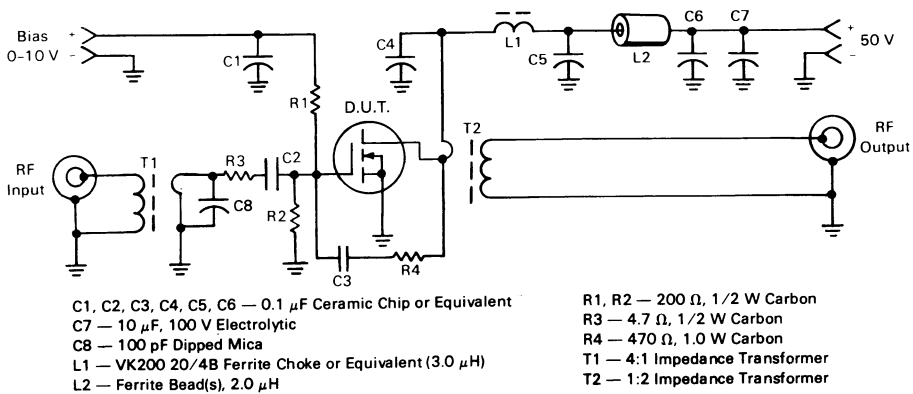 Bias
0–10 V
+
–
C1
R1
C4
L1
C5
L2
C6
C7
+
–
50 V
D.U.T.
RF
Input
T1
C8
R3
C2
R2
C3
R4
T2
RF
Output
C1, C2, C3, C4, C5, C6 — 0.1 μF Ceramic Chip or Equivalent
C7 — 10 μF, 100 V Electrolytic
C8 — 100 pF Dipped Mica
L1 — VK200 20/4B Ferrite Choke or Equivalent (3.0 μH)
L2 — Ferrite Bead(s), 2.0 μH
R1, R2 — 200 Ω, 1/2 W Carbon
R3 — 4.7 Ω, 1/2 W Carbon
R4 — 470 Ω, 1.0 W Carbon
T1 — 4:1 Impedance Transformer
T2 — 1:2 Impedance Transformer